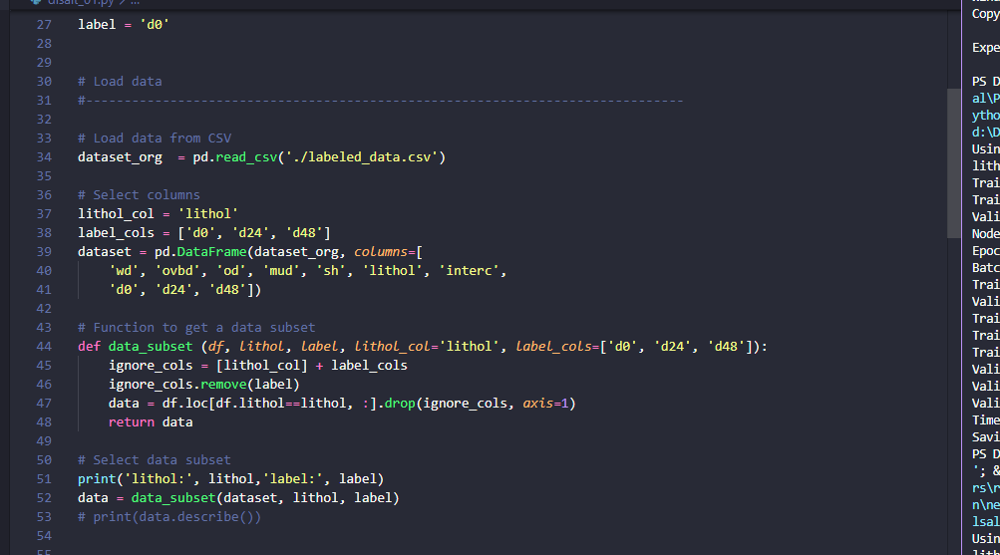 27 label = 'd0'
28
29
30 # Load data
31 #------------------------------------------------------------------------------
32
33 # Load data from CSV
34 dataset_org  = pd.read_csv('./labeled_data.csv')
35
36 # Select columns
37 lithol_col = 'lithol'
38 label_cols = ['d0', 'd24', 'd48']
39 dataset = pd.DataFrame(dataset_org, columns=[
40     'wd', 'ovbd', 'od', 'mud', 'sh', 'lithol', 'interc',
41     'd0', 'd24', 'd48'])
42
43 # Function to get a data subset
44 def data_subset (df, lithol, label, lithol_col='lithol', label_cols=['d0', 'd24', 'd48']):
45     ignore_cols = [lithol_col] + label_cols
46     ignore_cols.remove(label)
47     data = df.loc[df.lithol==lithol, :].drop(ignore_cols, axis=1)
48     return data
49
50 # Select data subset
51 print('lithol:', lithol,'label:', label)
52 data = data_subset(dataset, lithol, label)
53 # print(data.describe())
54
Copy
Expe
PS D
al\P
ytho
d:\D
Usin
lith
Trai
Trai
Vali
Node
Epoc
Batc
Trai
Vali
Trai
Trai
Trai
Vali
Vali
Vali
Time
Savi
PS D
'; &
rs\r
n\ne
lsal
Usin